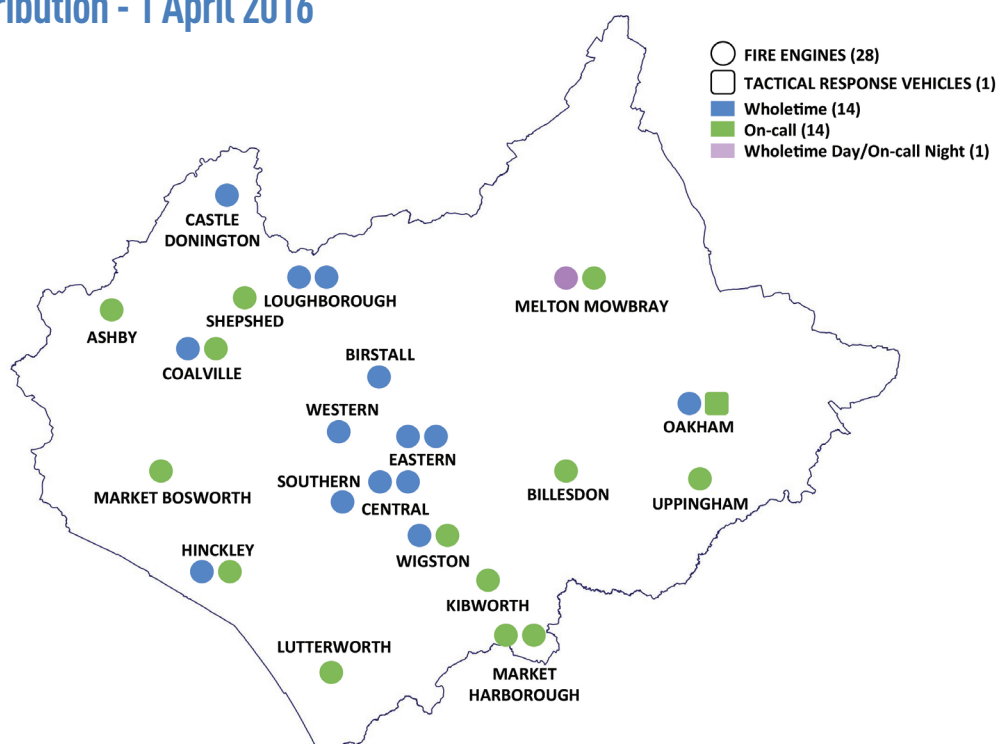 - 1 April 2016
FIRE ENGINES (28)
TACTICAL RESPONSE VEHICLES (1)
Wholetime (14)
On-call (14)
Wholetime Day/On-call Night (1)
CASTLE
DONINGTON
LOUGHBOROUGH
SHEPSHED
ASHBY
COALVILLE
MELTON MOWBRAY
BIRSTALL
WESTERN
OAKHAM
EASTERN
SOUTHERN
CENTRAL
MARKET BOSWORTH
BILLESDON
UPPINGHAM
WIGSTON
HINCKLEY
KIBWORTH
LUTTERWORTH
MARKET
HARBOROUGH